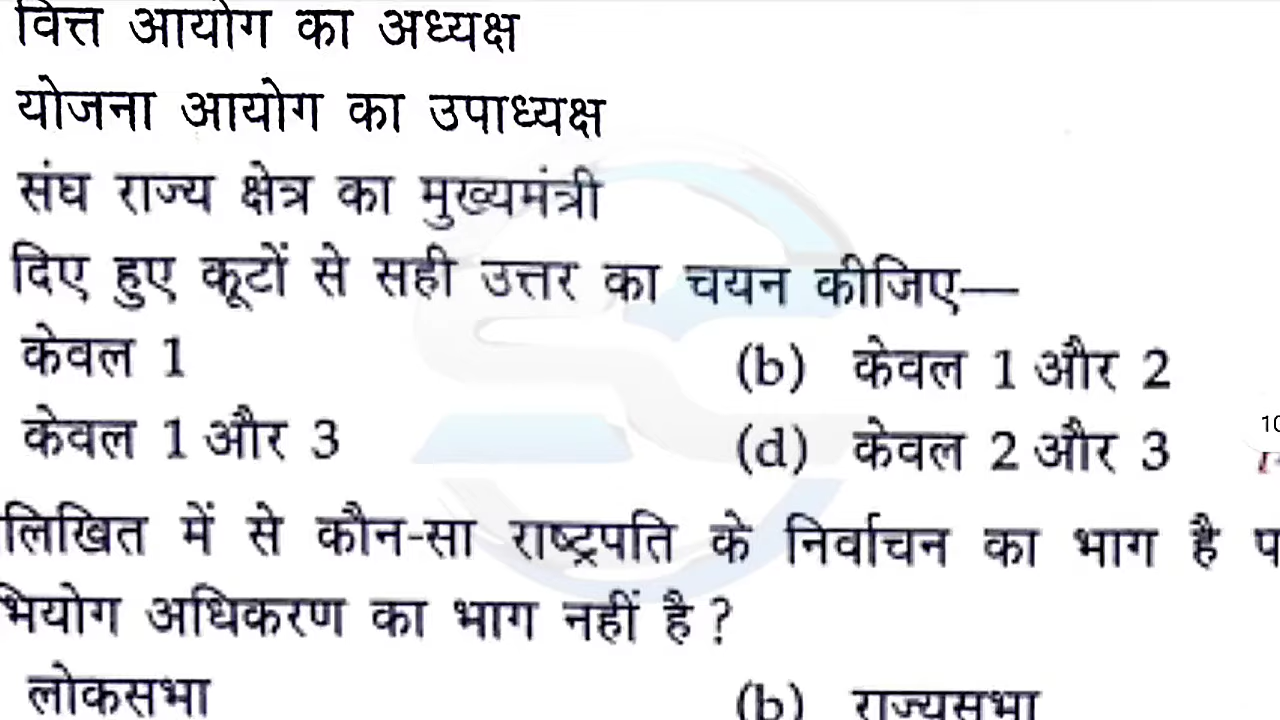 वित्त आयोग का अध्यक्ष
योजना आयोग का उपाध्यक्ष
संघ राज्य क्षेत्र का मुख्यमंत्री
दिए हुए कूटों से सही उत्तर का चयन कीजिए—
केवल 1 (b) केवल 1 और 2
केवल 1 और 3 (d) केवल 2 और 3
10
लिखित में से कौन-सा राष्ट्रपति के निर्वाचन का भाग है प
भियोग अधिकरण का भाग नहीं है ?
लोकसभा (b) राज्यसभा